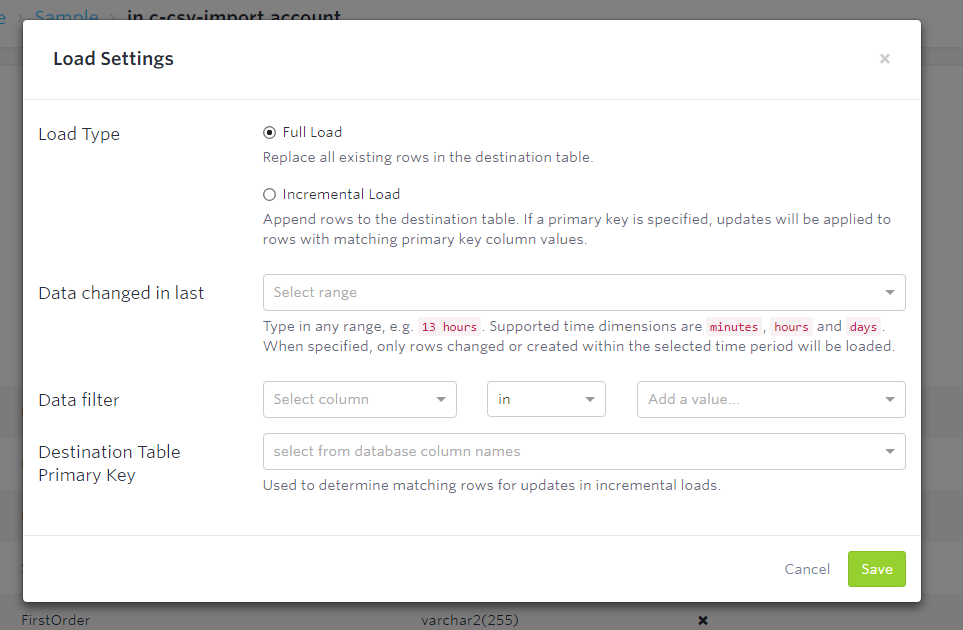 Sample > in.c-csv-import.account
Load Settings
×
Load Type
Full Load
Replace all existing rows in the destination table.
Incremental Load
Append rows to the destination table. If a primary key is specified, updates will be applied to
rows with matching primary key column values.
Data changed in last
Select range
Type in any range, e.g. 13 hours. Supported time dimensions are minutes, hours and days.
When specified, only rows changed or created within the selected time period will be loaded.
Data filter
Select column
in
Add a value...
Destination Table
Primary Key
select from database column names
Used to determine matching rows for updates in incremental loads.
Cancel
Save
FirstOrder
varchar2(255)